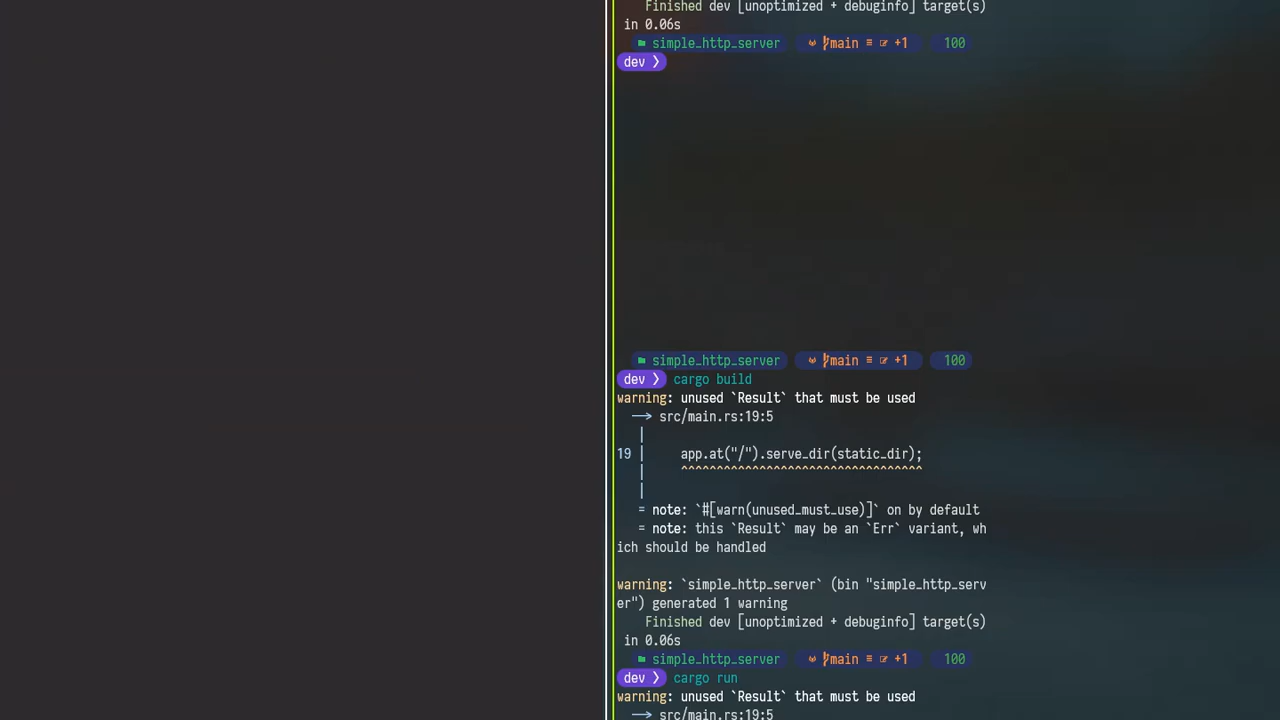 Finished dev [unoptimized + debuginfo] target(s)
in 0.06s
simple_http_server main ≡ +1 100
dev ❯
simple_http_server main ≡ +1 100
dev ❯ cargo build
warning: unused `Result` that must be used
--> src/main.rs:19:5
|
19 | app.at("/").serve_dir(static_dir);
| ^^^^^^^^^^^^^^^^^^^^^^^^^^^^^^^^^^
|
= note: `#[warn(unused_must_use)]` on by default
= note: this `Result` may be an `Err` variant, wh
ich should be handled
warning: `simple_http_server` (bin "simple_http_serv
er") generated 1 warning
Finished dev [unoptimized + debuginfo] target(s)
in 0.06s
simple_http_server main ≡ +1 100
dev ❯ cargo run
warning: unused `Result` that must be used
--> src/main.rs:19:5